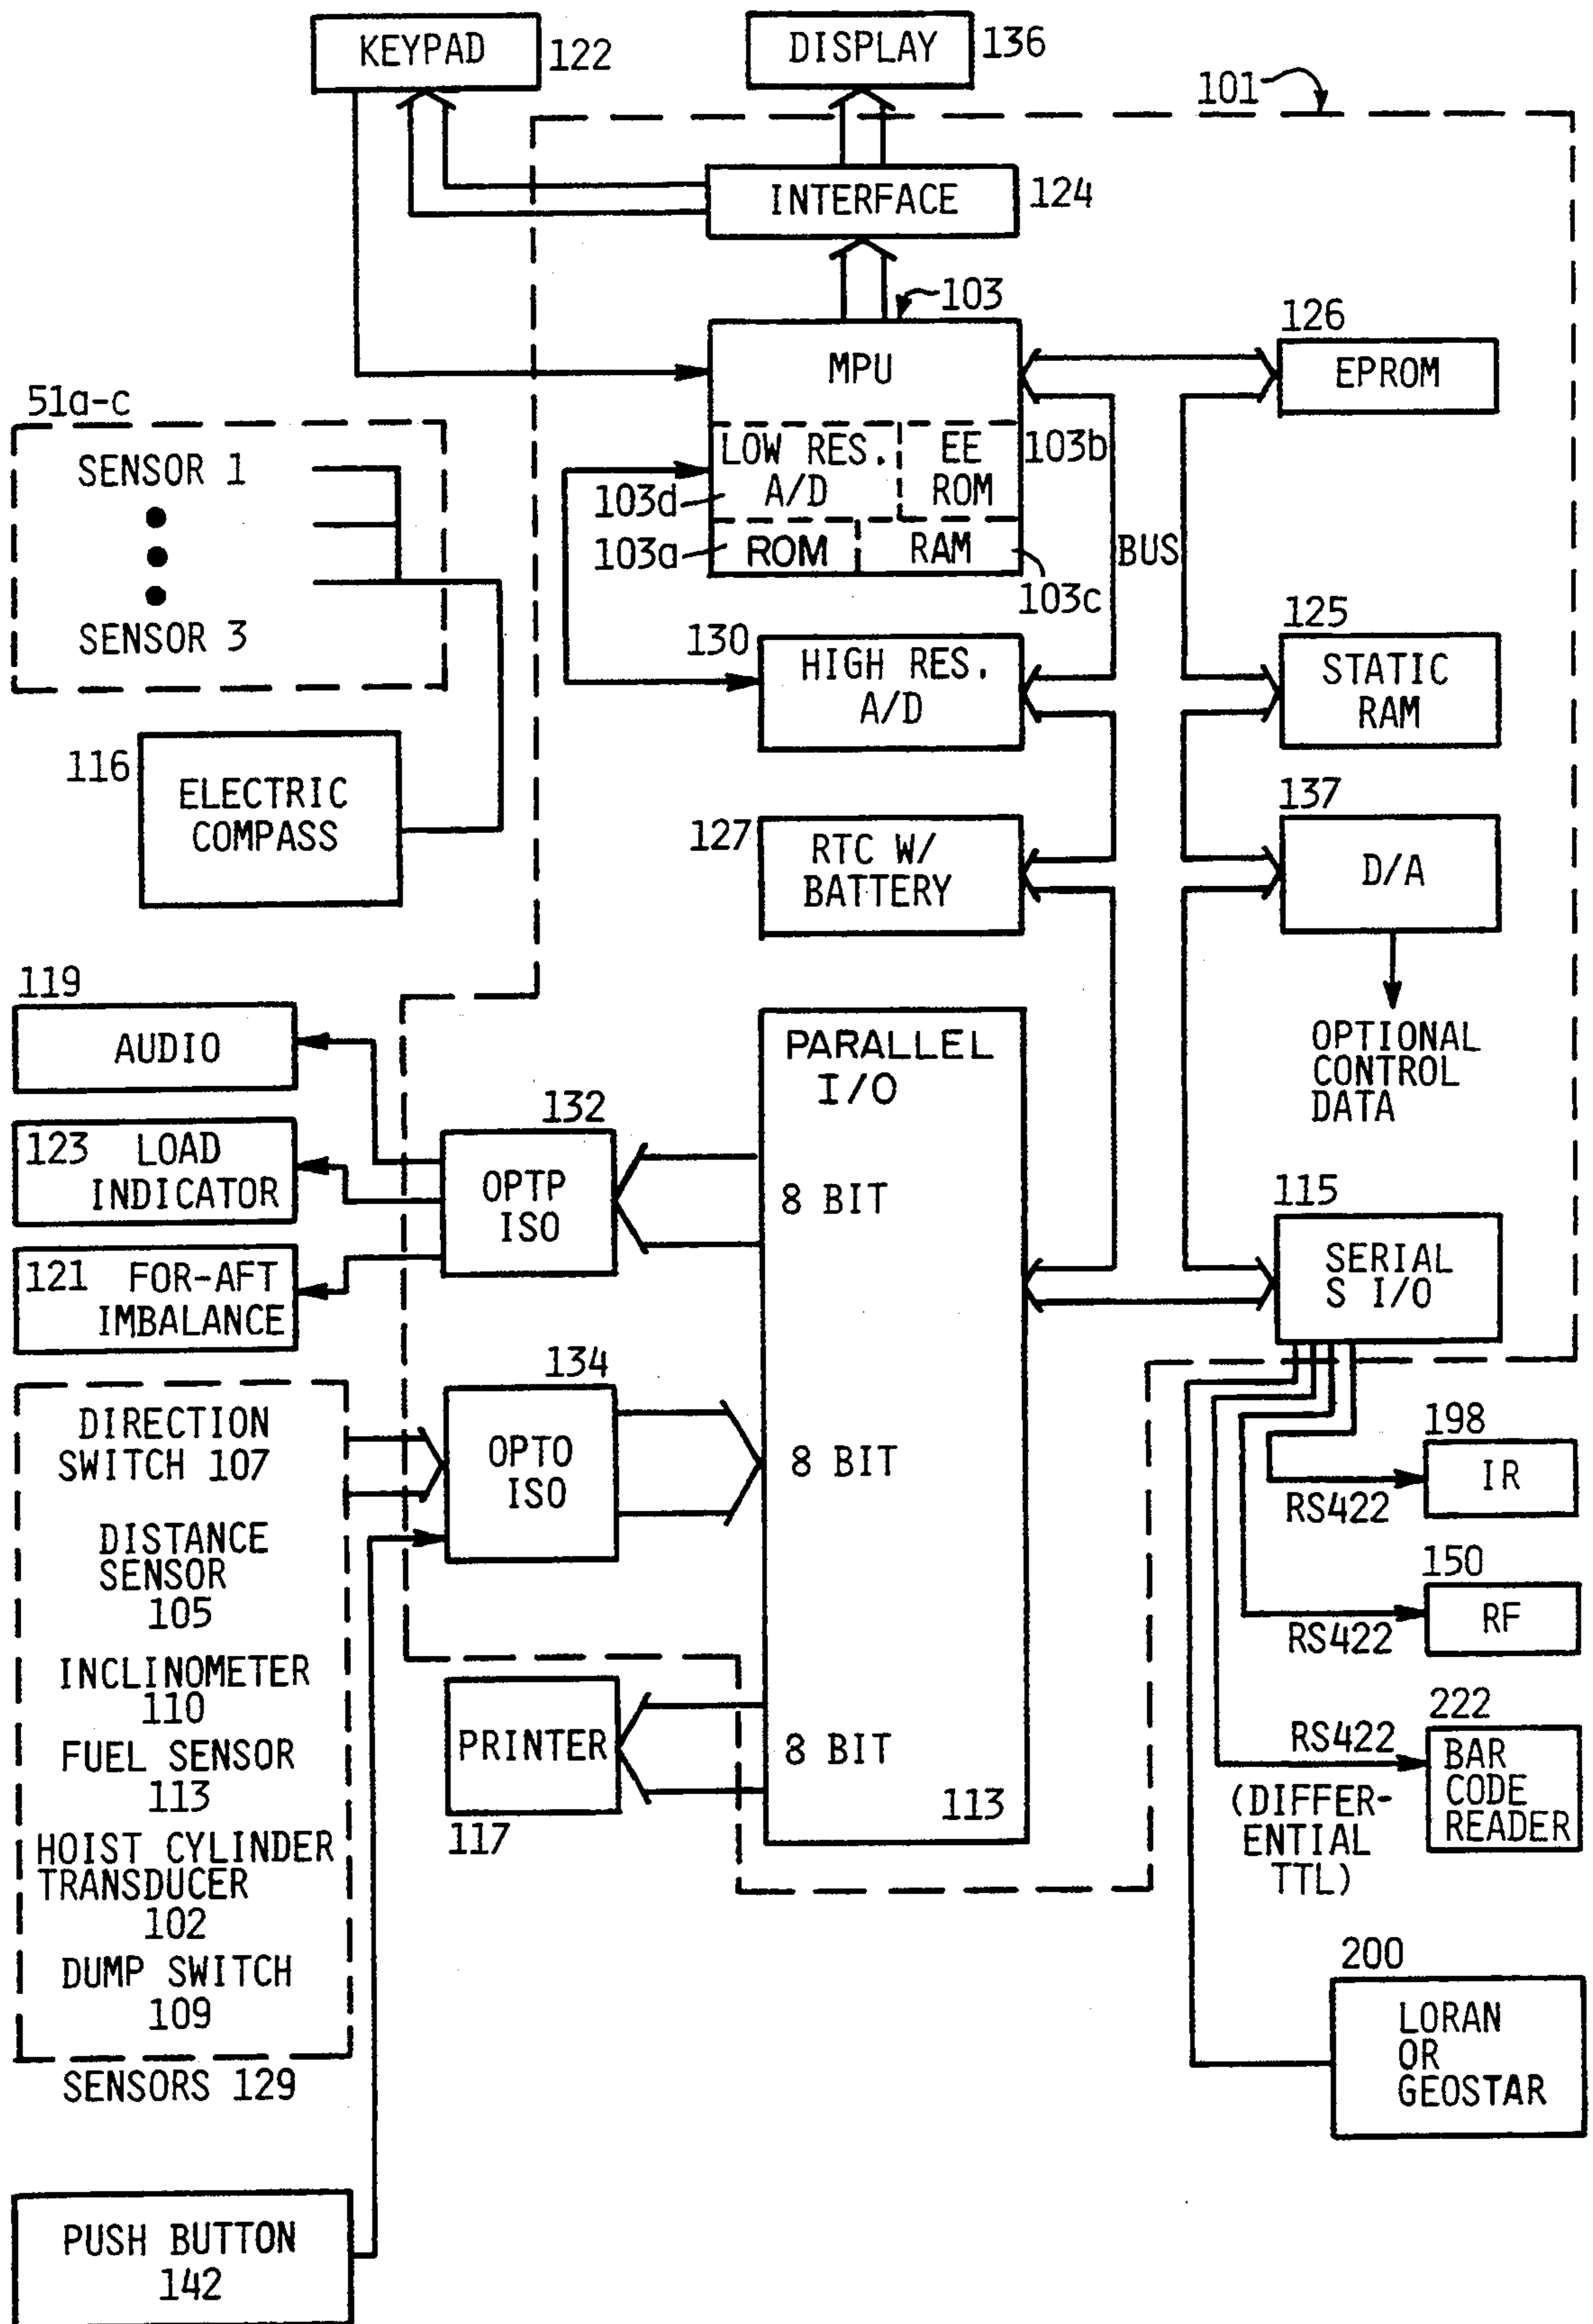 KEYPAD
122
DISPLAY
136
101
INTERFACE
124
103
MPU
126
EPROM
51a-c
SENSOR 1
SENSOR 3
LOW RES.
A/D
EE
ROM
103b
103d
103a
ROM
RAM
103c
BUS
130
HIGH RES.
A/D
125
STATIC
RAM
116
ELECTRIC
COMPASS
127
RTC W/
BATTERY
137
D/A
OPTIONAL
CONTROL
DATA
119
AUDIO
123 LOAD
INDICATOR
121 FOR-AFT
IMBALANCE
132
OPTP
ISO
PARALLEL
I/O
8 BIT
115
SERIAL
S I/O
134
OPTO
ISO
8 BIT
DIRECTION
SWITCH 107
DISTANCE
SENSOR
105
INCLINOMETER
110
FUEL SENSOR
113
HOIST CYLINDER
TRANSDUCER
102
DUMP SWITCH
109
SENSORS 129
PRINTER
117
8 BIT
113
198
IR
RS422
150
RF
RS422
222
RS422
BAR
CODE
READER
(DIFFER-
ENTIAL
TTL)
200
LORAN
OR
GEOSTAR
PUSH BUTTON
142